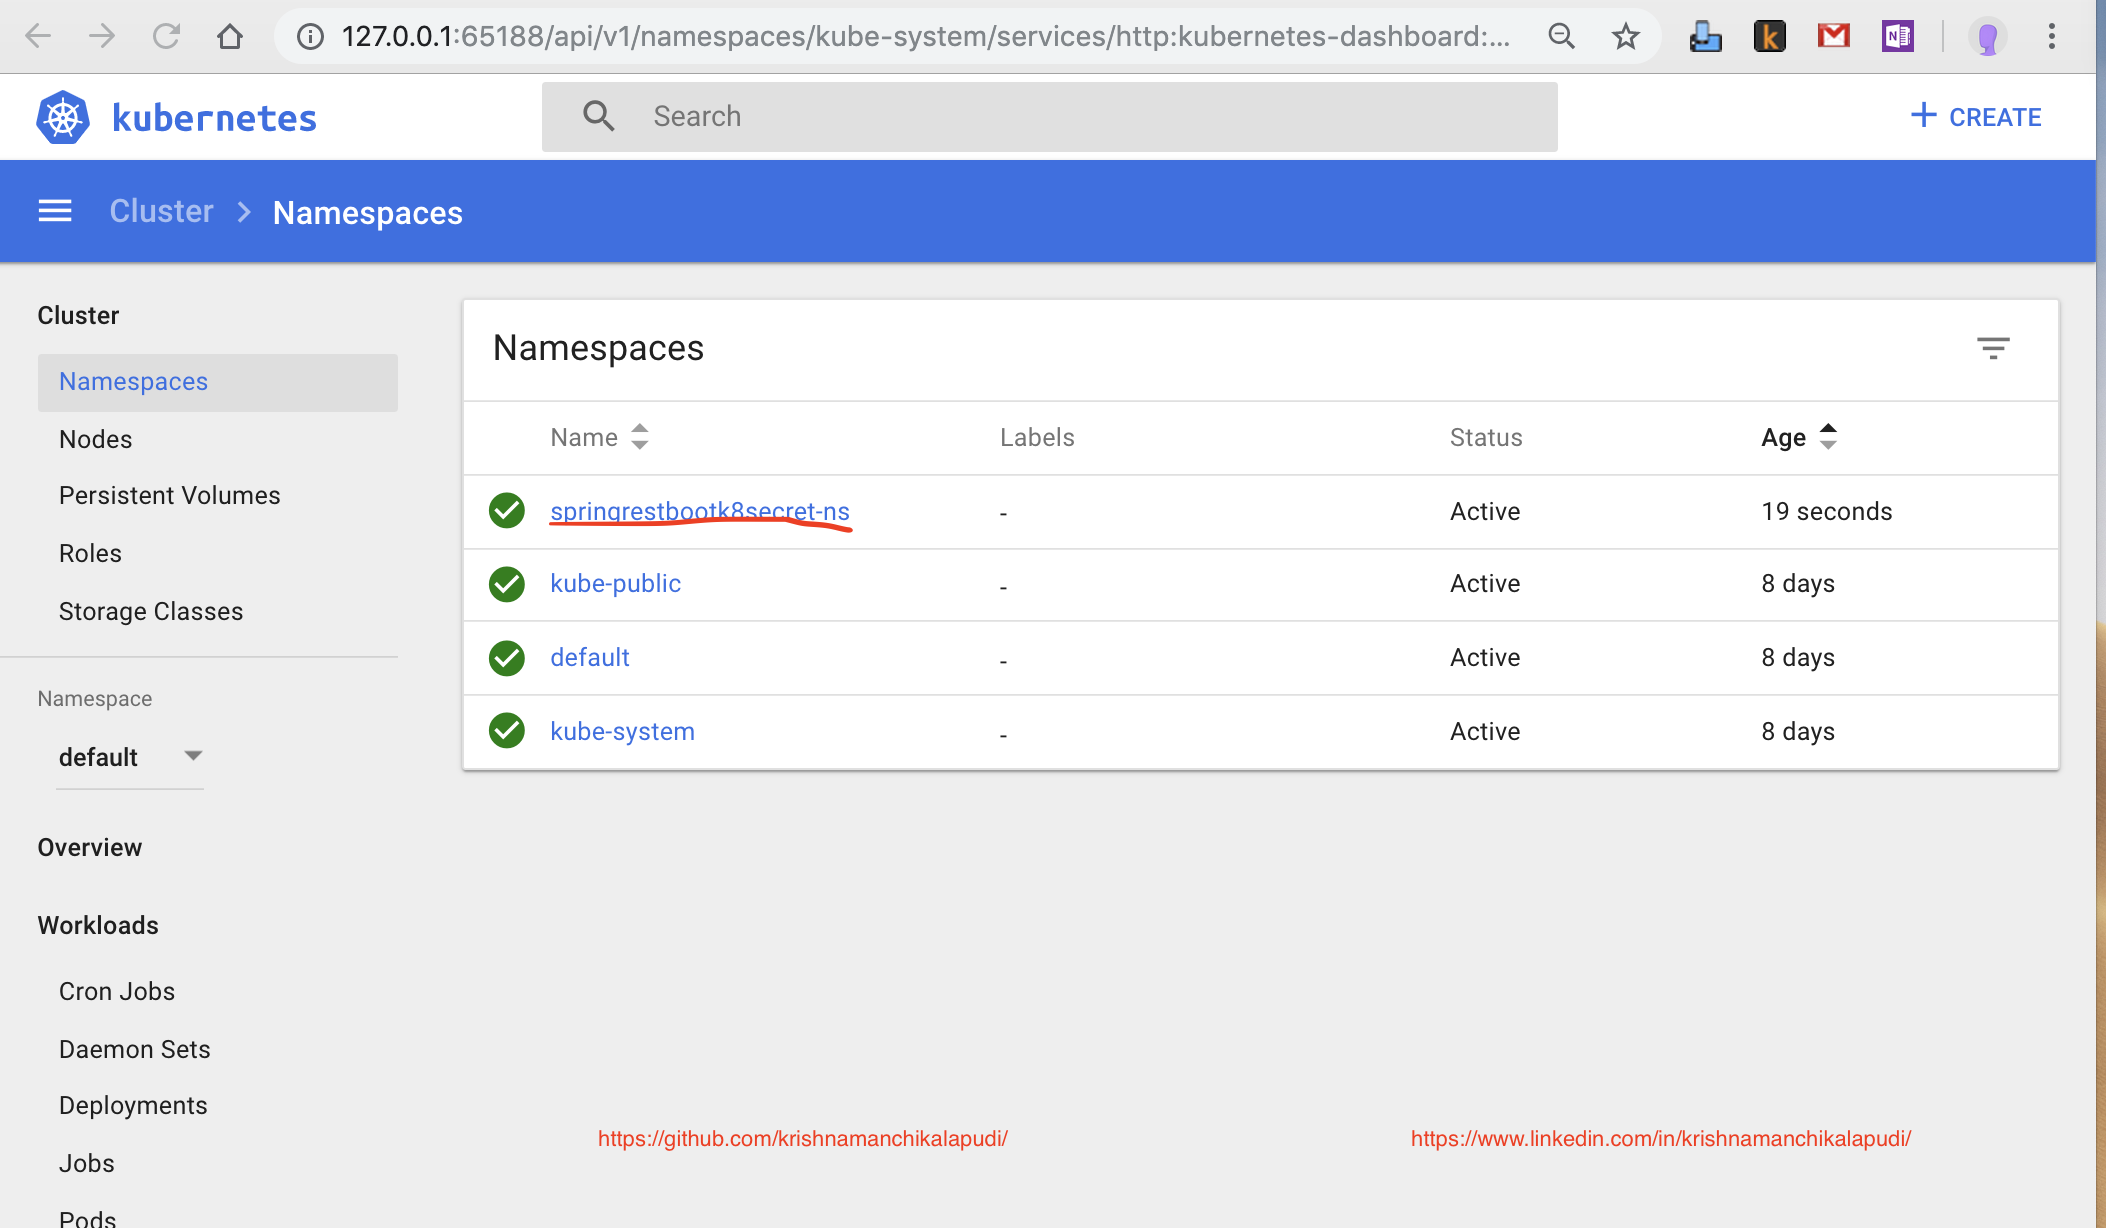 127.0.0.1:65188/api/v1/namespaces/kube-system/services/http:kubernetes-dashboard:...
kubernetes
Search
CREATE
Cluster > Namespaces
Cluster
Namespaces
Nodes
Persistent Volumes
Roles
Storage Classes
Namespace
default
Overview
Workloads
Cron Jobs
Daemon Sets
Deployments
Jobs
Pods
Namespaces
Name Labels Status Age
springrestbootk8secret-ns - Active 19 seconds
kube-public - Active 8 days
default - Active 8 days
kube-system - Active 8 days
https://github.com/krishnamanchikalapudi/ https://www.linkedin.com/in/krishnamanchikalapudi/